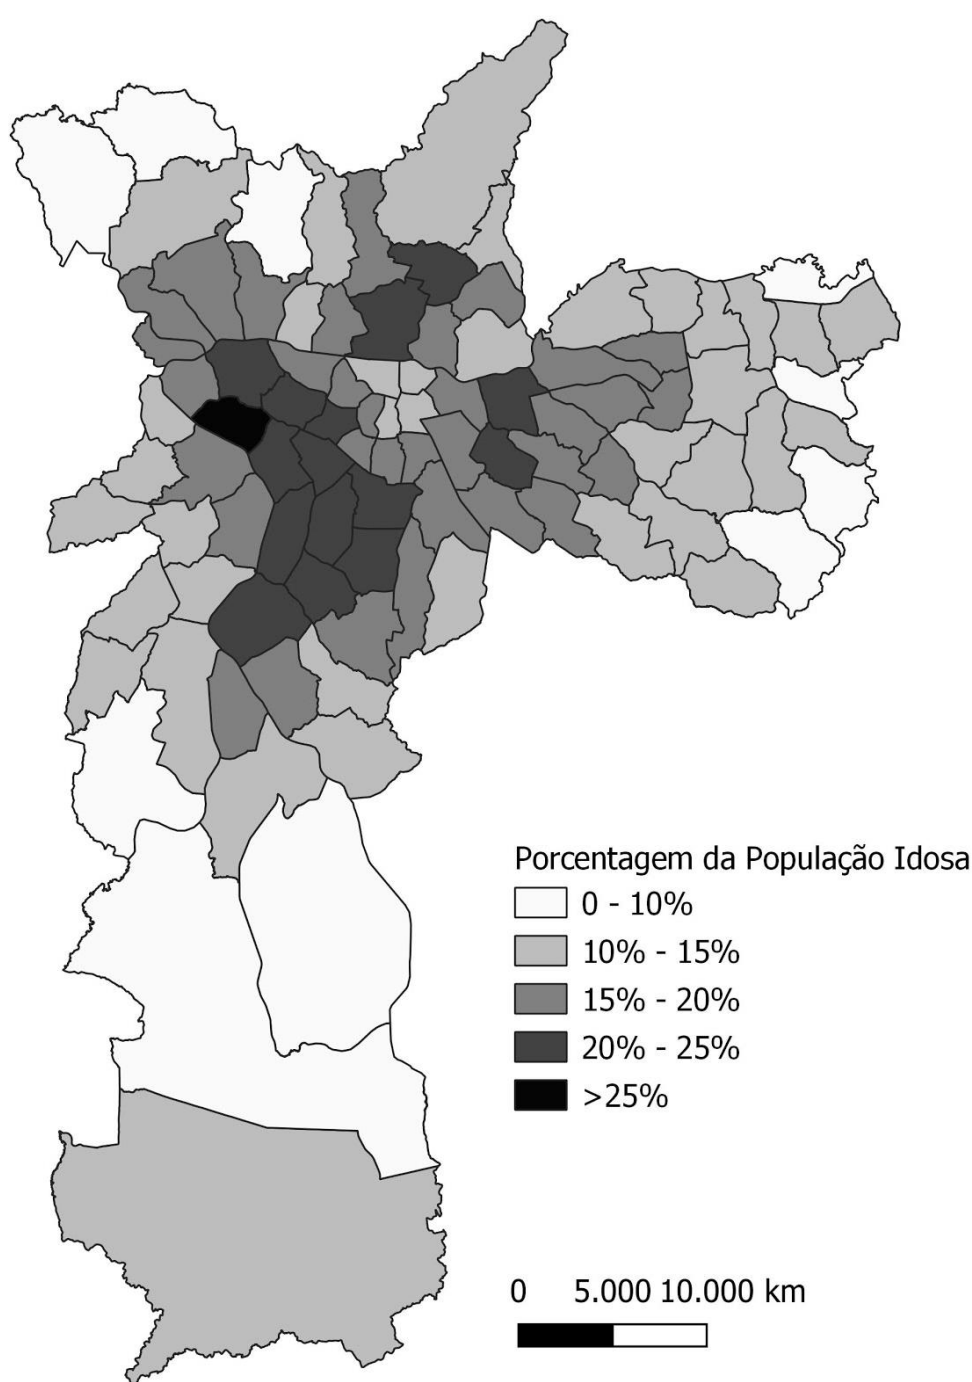 Porcentagem da População Idosa
0 - 10%
10% - 15%
15% - 20%
20% - 25%
>25%
0 5.000 10.000 km